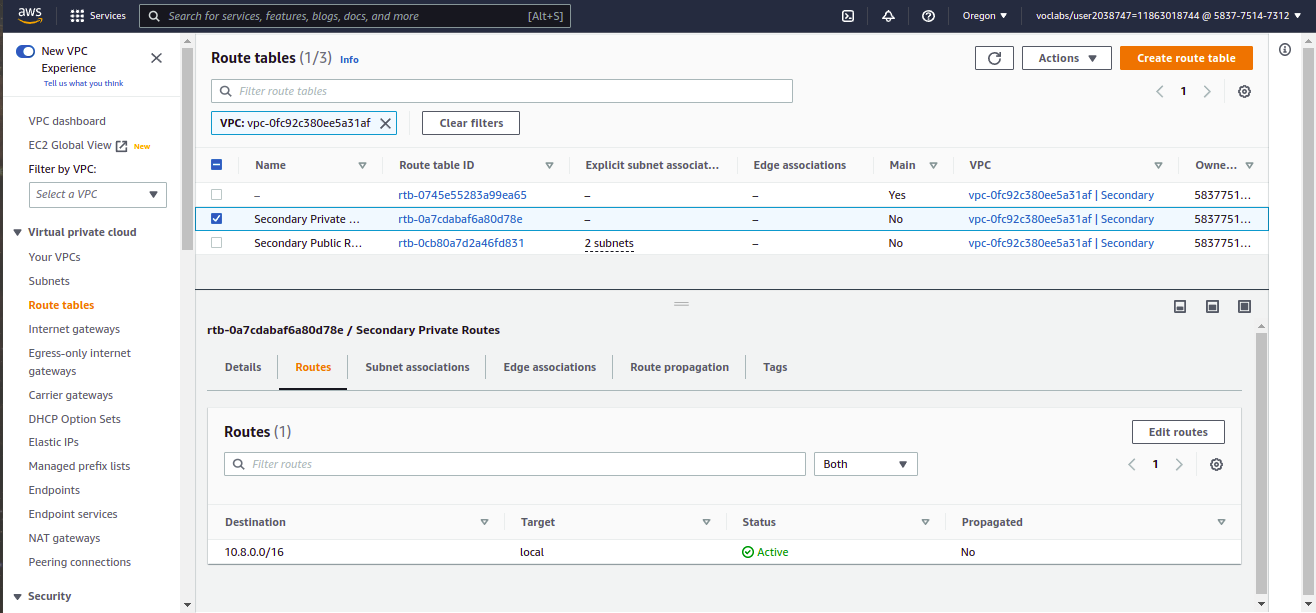 aws
Services
Search for services, features, blogs, docs, and more
[Alt+S]
Oregon
voclabs/user2038747=11863018744 @ 5837-7514-7312
New VPC
Experience
Tell us what you think
VPC dashboard
EC2 Global View New
Filter by VPC:
Select a VPC
Virtual private cloud
Your VPCs
Subnets
Route tables
Internet gateways
Egress-only internet
gateways
Carrier gateways
DHCP Option Sets
Elastic IPs
Managed prefix lists
Endpoints
Endpoint services
NAT gateways
Peering connections
Security
Route tables (1/3) Info
Actions
Create route table
Filter route tables
1
VPC: vpc-0fc92c380ee5a31af
Clear filters
Name Route table ID Explicit subnet associat... Edge associations Main VPC Owne...
– rtb-0745e55283a99ea65 – – Yes vpc-0fc92c380ee5a31af | Secondary 5837751...
Secondary Private ... rtb-0a7cdabaf6a80d78e – – No vpc-0fc92c380ee5a31af | Secondary 5837751...
Secondary Public R... rtb-0cb80a7d2a46fd831 2 subnets – No vpc-0fc92c380ee5a31af | Secondary 5837751...
rtb-0a7cdabaf6a80d78e / Secondary Private Routes
Details Routes Subnet associations Edge associations Route propagation Tags
Routes (1)
Edit routes
Filter routes
Both
1
Destination Target Status Propagated
10.8.0.0/16 local Active No